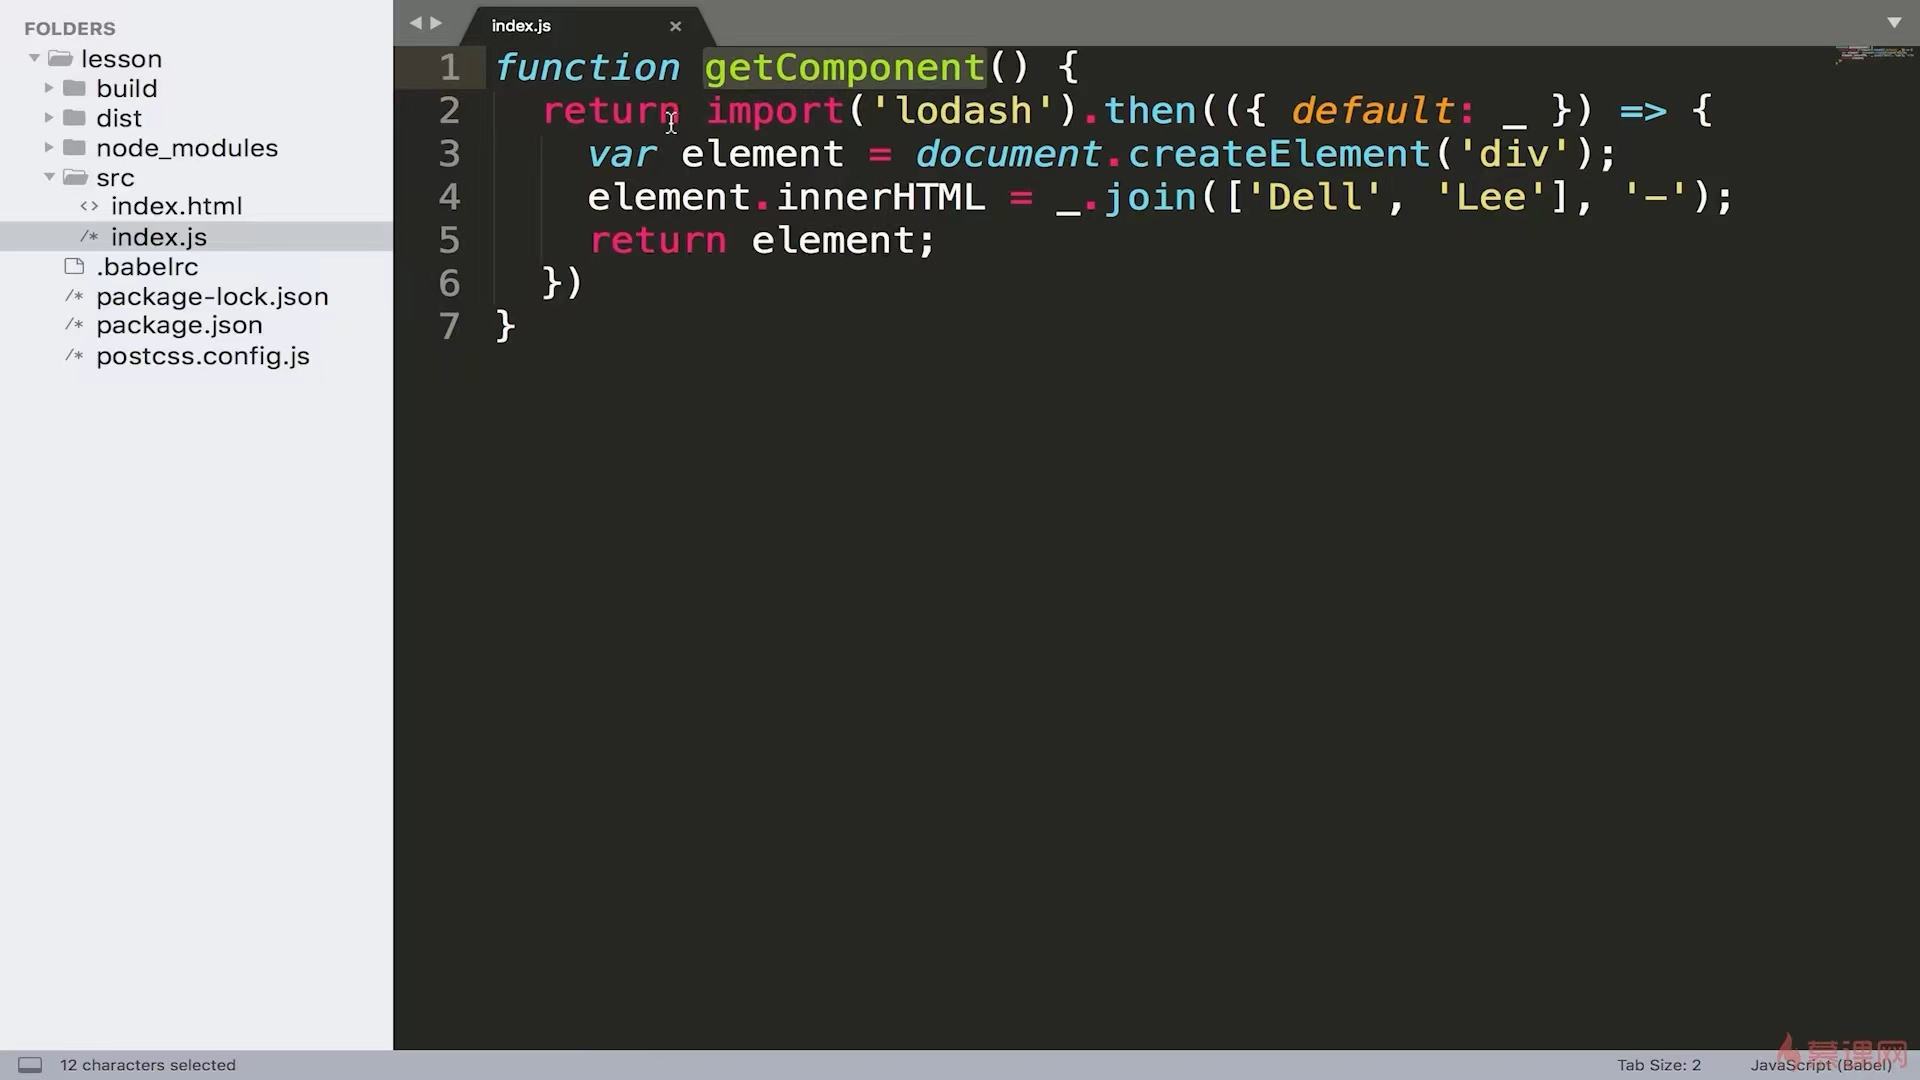 FOLDERS
lesson
build
dist
node_modules
src
<> index.html
/* index.js
.babelrc
/* package-lock.json
/* package.json
/* postcss.config.js
index.js ×
1 function getComponent() {
2 return import('lodash').then(({ default: _ }) => {
3 var element = document.createElement('div');
4 element.innerHTML = _.join(['Dell', 'Lee'], '-');
5 return element;
6 })
7 }
12 characters selected
Tab Size: 2
JavaScript (Babel)
慕课网